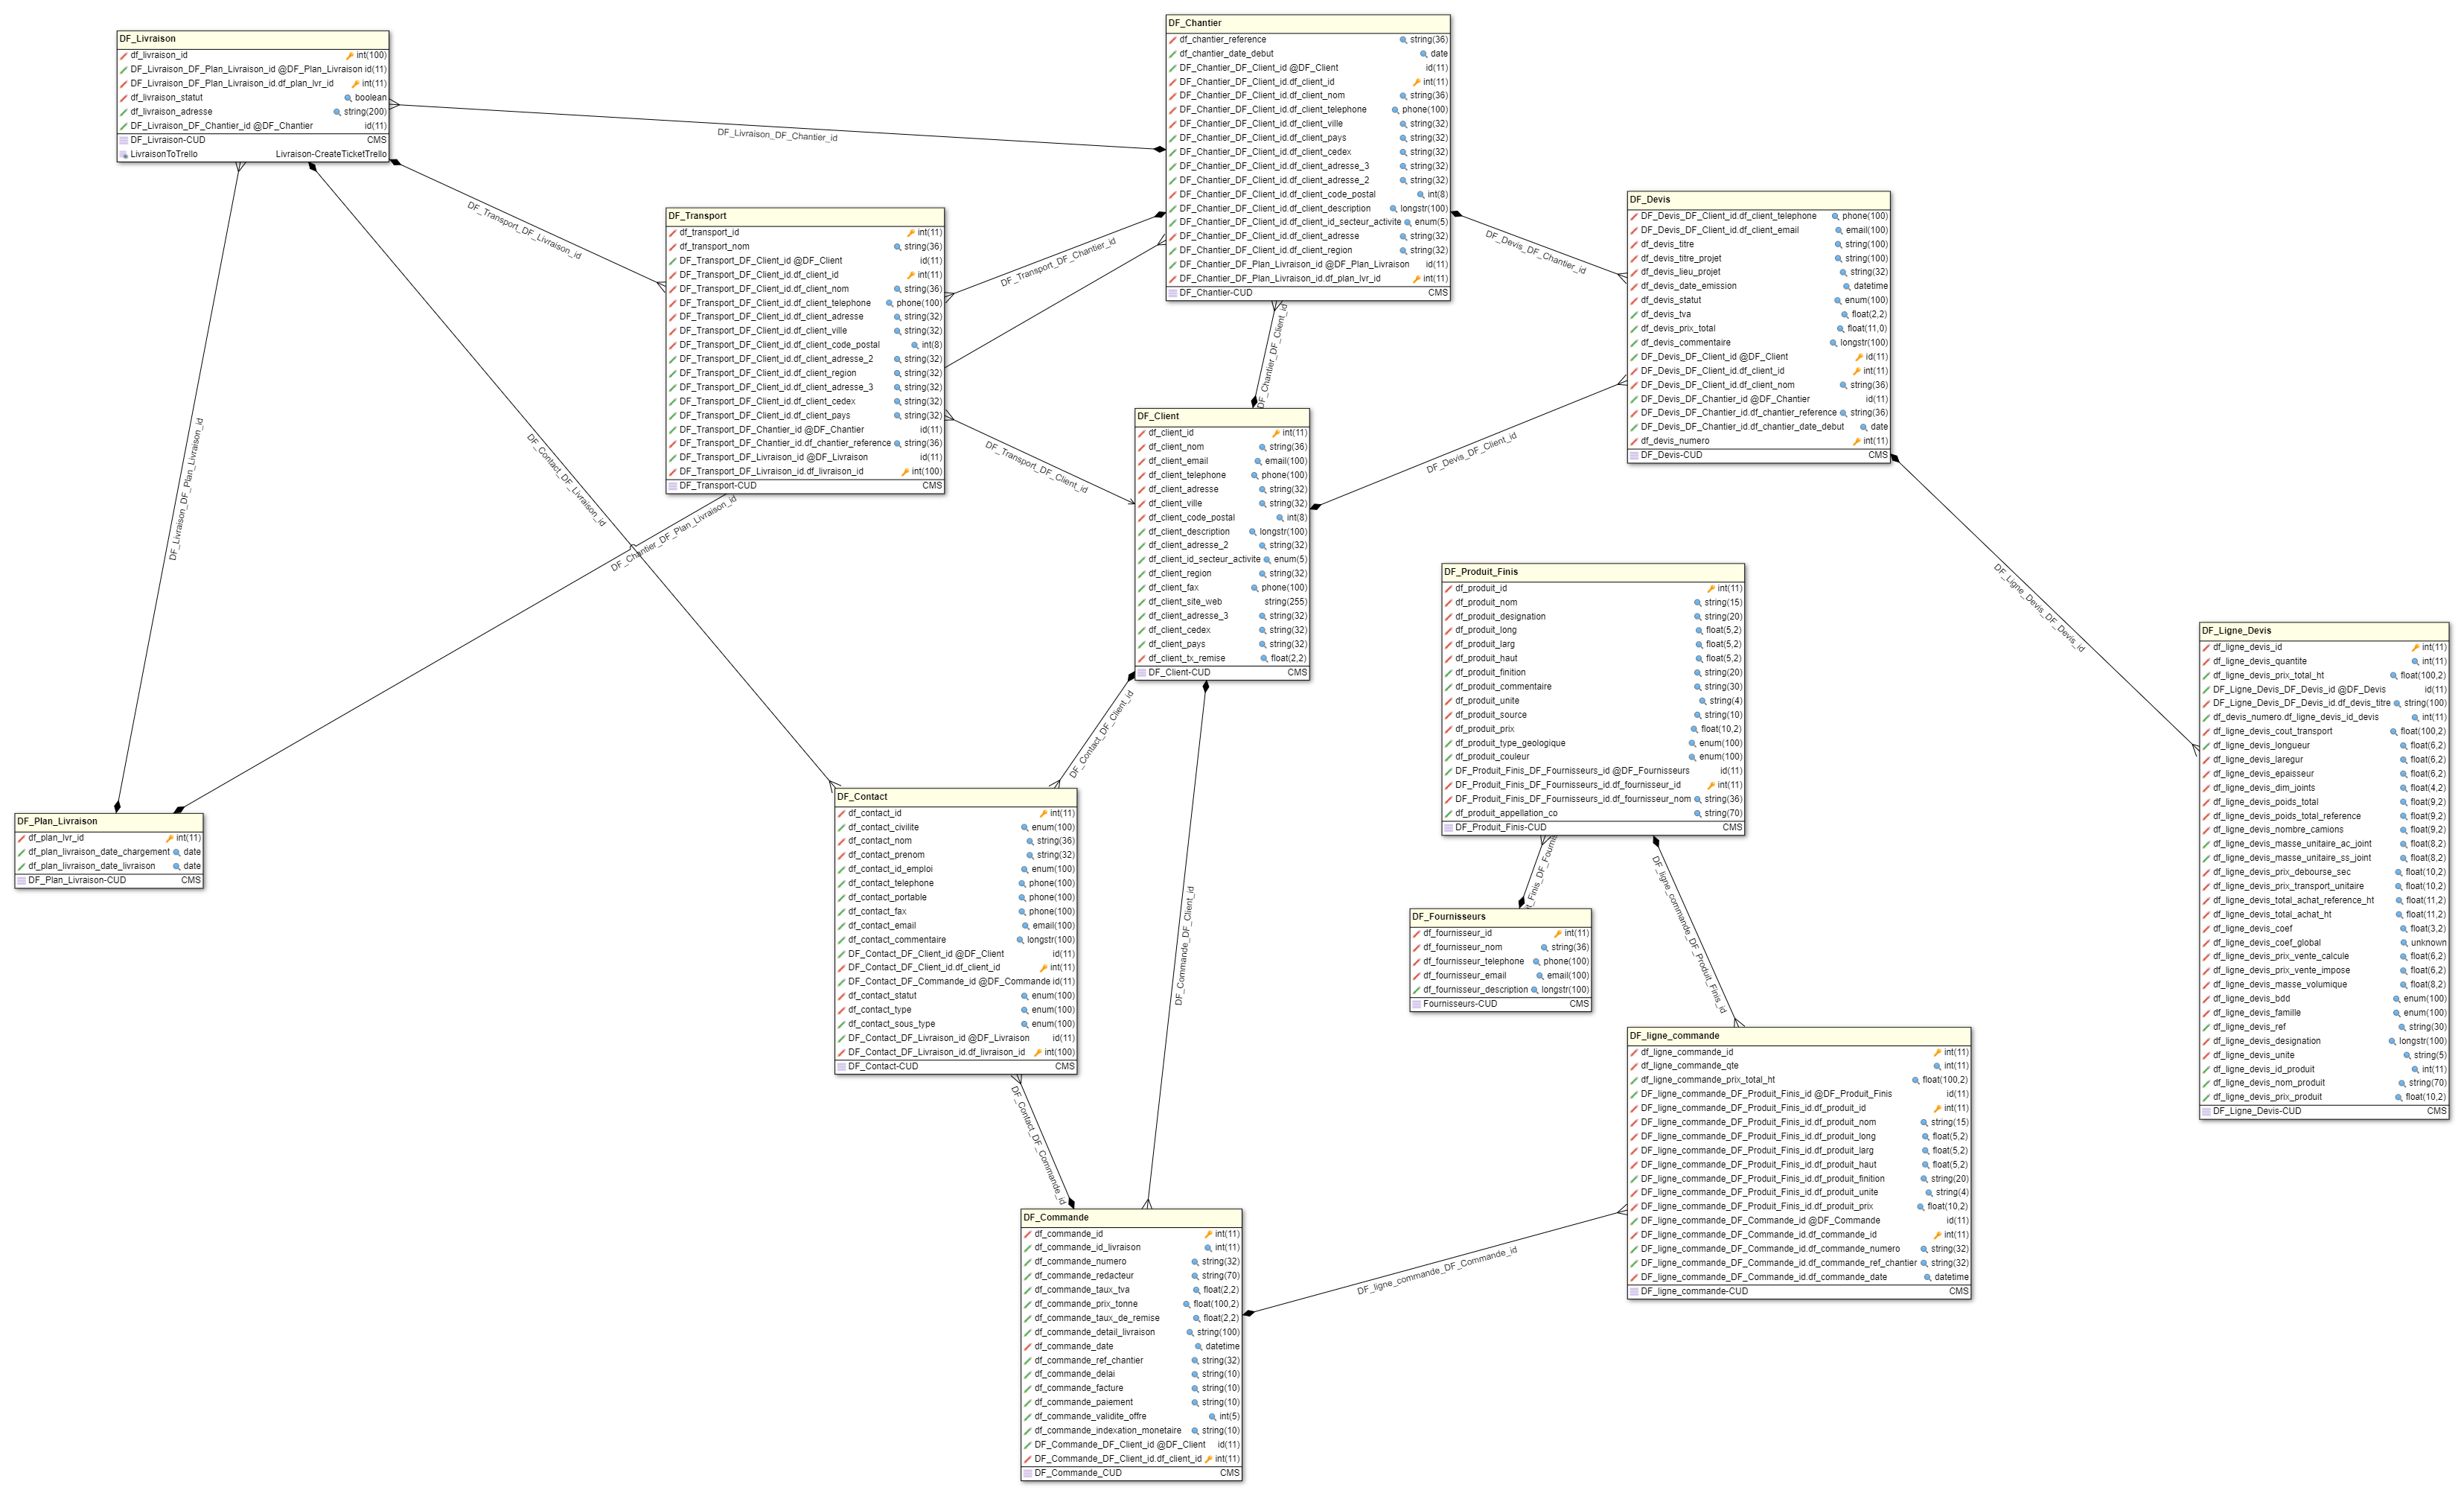 DF_Livraison
df_livraison_id int(100)
DF_Livraison_DF_Plan_Livraison_id @DF_Plan_Livraison id(11)
DF_Livraison_DF_Plan_Livraison_id.df_plan_lvr_id int(11)
df_livraison_statut boolean
df_livraison_adresse string(200)
DF_Livraison_DF_Chantier_id @DF_Chantier id(11)
DF_Livraison-CUD CMS
LivraisonToTrello Livraison-CreateTicketTrello
DF_Livraison_DF_Chantier_id
DF_Transport_DF_Livraison_id
DF_Contact_DF_Livraison_id
DF_Livraison_DF_Plan_Livraison_id
DF_Chantier_DF_Plan_Livraison_id
DF_Transport
df_transport_id int(11)
df_transport_nom string(36)
DF_Transport_DF_Client_id @DF_Client id(11)
DF_Transport_DF_Client_id.df_client_id int(11)
DF_Transport_DF_Client_id.df_client_nom string(36)
DF_Transport_DF_Client_id.df_client_telephone phone(100)
DF_Transport_DF_Client_id.df_client_adresse string(32)
DF_Transport_DF_Client_id.df_client_ville string(32)
DF_Transport_DF_Client_id.df_client_code_postal int(8)
DF_Transport_DF_Client_id.df_client_adresse_2 string(32)
DF_Transport_DF_Client_id.df_client_region string(32)
DF_Transport_DF_Client_id.df_client_adresse_3 string(32)
DF_Transport_DF_Client_id.df_client_cedex string(32)
DF_Transport_DF_Client_id.df_client_pays string(32)
DF_Transport_DF_Chantier_id @DF_Chantier id(11)
DF_Transport_DF_Chantier_id.df_chantier_reference string(36)
DF_Transport_DF_Livraison_id @DF_Livraison id(11)
DF_Transport_DF_Livraison_id.df_livraison_id int(100)
DF_Transport-CUD CMS
DF_Transport_DF_Chantier_id
DF_Transport_DF_Client_id
DF_Chantier
df_chantier_reference string(36)
df_chantier_date_debut date
DF_Chantier_DF_Client_id @DF_Client id(11)
DF_Chantier_DF_Client_id.df_client_id int(11)
DF_Chantier_DF_Client_id.df_client_nom string(36)
DF_Chantier_DF_Client_id.df_client_telephone phone(100)
DF_Chantier_DF_Client_id.df_client_ville string(32)
DF_Chantier_DF_Client_id.df_client_pays string(32)
DF_Chantier_DF_Client_id.df_client_cedex string(32)
DF_Chantier_DF_Client_id.df_client_adresse_3 string(32)
DF_Chantier_DF_Client_id.df_client_adresse_2 string(32)
DF_Chantier_DF_Client_id.df_client_code_postal int(8)
DF_Chantier_DF_Client_id.df_client_description longstr(100)
DF_Chantier_DF_Client_id.df_client_id_secteur_activite enum(5)
DF_Chantier_DF_Client_id.df_client_adresse string(32)
DF_Chantier_DF_Client_id.df_client_region string(32)
DF_Chantier_DF_Plan_Livraison_id @DF_Plan_Livraison id(11)
DF_Chantier_DF_Plan_Livraison_id.df_plan_lvr_id int(11)
DF_Chantier-CUD CMS
DF_Chantier_DF_Client_id
DF_Devis_DF_Chantier_id
DF_Devis
DF_Devis_DF_Client_id.df_client_telephone phone(100)
DF_Devis_DF_Client_id.df_client_email email(100)
df_devis_titre string(100)
df_devis_titre_projet string(100)
df_devis_lieu_projet string(32)
df_devis_date_emission datetime
df_devis_statut enum(100)
df_devis_tva float(2,2)
df_devis_prix_total float(11,0)
df_devis_commentaire longstr(100)
DF_Devis_DF_Client_id @DF_Client id(11)
DF_Devis_DF_Client_id.df_client_id int(11)
DF_Devis_DF_Client_id.df_client_nom string(36)
DF_Devis_DF_Chantier_id @DF_Chantier id(11)
DF_Devis_DF_Chantier_id.df_chantier_reference string(36)
DF_Devis_DF_Chantier_id.df_chantier_date_debut date
df_devis_numero int(11)
DF_Devis-CUD CMS
DF_Devis_DF_Client_id
DF_Ligne_Devis_DF_Devis_id
DF_Client
df_client_id int(11)
df_client_nom string(36)
df_client_email email(100)
df_client_telephone phone(100)
df_client_adresse string(32)
df_client_ville string(32)
df_client_code_postal int(8)
df_client_description longstr(100)
df_client_adresse_2 string(32)
df_client_id_secteur_activite enum(5)
df_client_region string(32)
df_client_fax phone(100)
df_client_site_web string(255)
df_client_adresse_3 string(32)
df_client_cedex string(32)
df_client_pays string(32)
df_client_tx_remise float(2,2)
DF_Client-CUD CMS
DF_Contact_DF_Client_id
DF_Commande_DF_Client_id
DF_Produit_Finis
df_produit_id int(11)
df_produit_nom string(15)
df_produit_designation string(20)
df_produit_long float(5,2)
df_produit_larg float(5,2)
df_produit_haut float(5,2)
df_produit_finition string(20)
df_produit_commentaire string(30)
df_produit_unite string(4)
df_produit_source string(10)
df_produit_prix float(10,2)
df_produit_type_geologique enum(100)
df_produit_couleur enum(100)
DF_Produit_Finis_DF_Fournisseurs_id @DF_Fournisseurs id(11)
DF_Produit_Finis_DF_Fournisseurs_id.df_fournisseur_id int(11)
DF_Produit_Finis_DF_Fournisseurs_id.df_fournisseur_nom string(36)
df_produit_appellation_co string(70)
DF_Produit_Finis-CUD CMS
DF_ligne_commande_DF_Produit_Finis_id
DF_Ligne_Devis
df_ligne_devis_id int(11)
df_ligne_devis_quantite int(11)
df_ligne_devis_prix_total_ht float(100,2)
DF_Ligne_Devis_DF_Devis_id @DF_Devis id(11)
DF_Ligne_Devis_DF_Devis_id.df_devis_titre string(100)
df_devis_numero.df_ligne_devis_id_devis int(11)
df_ligne_devis_cout_transport float(100,2)
df_ligne_devis_longueur float(6,2)
df_ligne_devis_laregur float(6,2)
df_ligne_devis_epaisseur float(6,2)
df_ligne_devis_dim_joints float(4,2)
df_ligne_devis_poids_total float(9,2)
df_ligne_devis_poids_total_reference float(9,2)
df_ligne_devis_nombre_camions float(9,2)
df_ligne_devis_masse_unitaire_ac_joint float(8,2)
df_ligne_devis_masse_unitaire_ss_joint float(8,2)
df_ligne_devis_prix_debourse_sec float(10,2)
df_ligne_devis_prix_transport_unitaire float(10,2)
df_ligne_devis_total_achat_reference_ht float(11,2)
df_ligne_devis_total_achat_ht float(11,2)
df_ligne_devis_coef float(3,2)
df_ligne_devis_coef_global unknown
df_ligne_devis_prix_vente_calcule float(6,2)
df_ligne_devis_prix_vente_impose float(6,2)
df_ligne_devis_masse_volumique float(8,2)
df_ligne_devis_bdd enum(100)
df_ligne_devis_famille enum(100)
df_ligne_devis_ref string(30)
df_ligne_devis_designation longstr(100)
df_ligne_devis_unite string(5)
df_ligne_devis_id_produit int(11)
df_ligne_devis_nom_produit string(70)
df_ligne_devis_prix_produit float(10,2)
DF_Ligne_Devis-CUD CMS
DF_Plan_Livraison
df_plan_lvr_id int(11)
df_plan_livraison_date_chargement date
df_plan_livraison_date_livraison date
DF_Plan_Livraison-CUD CMS
DF_Contact
df_contact_id int(11)
df_contact_civilite enum(100)
df_contact_nom string(36)
df_contact_prenom string(32)
df_contact_id_emploi enum(100)
df_contact_telephone phone(100)
df_contact_portable phone(100)
df_contact_fax phone(100)
df_contact_email email(100)
df_contact_commentaire longstr(100)
DF_Contact_DF_Client_id @DF_Client id(11)
DF_Contact_DF_Client_id.df_client_id int(11)
DF_Contact_DF_Commande_id @DF_Commande id(11)
df_contact_statut enum(100)
df_contact_type enum(100)
df_contact_sous_type enum(100)
DF_Contact_DF_Livraison_id @DF_Livraison id(11)
DF_Contact_DF_Livraison_id.df_livraison_id int(100)
DF_Contact-CUD CMS
DF_Contact_DF_Commande_id
DF_Fournisseurs
df_fournisseur_id int(11)
df_fournisseur_nom string(36)
df_fournisseur_telephone phone(100)
df_fournisseur_email email(100)
df_fournisseur_description longstr(100)
Fournisseurs-CUD CMS
DF_ligne_commande
df_ligne_commande_id int(11)
df_ligne_commande_qte int(11)
df_ligne_commande_prix_total_ht float(100,2)
DF_ligne_commande_DF_Produit_Finis_id @DF_Produit_Finis id(11)
DF_ligne_commande_DF_Produit_Finis_id.df_produit_id int(11)
DF_ligne_commande_DF_Produit_Finis_id.df_produit_nom string(15)
DF_ligne_commande_DF_Produit_Finis_id.df_produit_long float(5,2)
DF_ligne_commande_DF_Produit_Finis_id.df_produit_larg float(5,2)
DF_ligne_commande_DF_Produit_Finis_id.df_produit_haut float(5,2)
DF_ligne_commande_DF_Produit_Finis_id.df_produit_finition string(20)
DF_ligne_commande_DF_Produit_Finis_id.df_produit_unite string(4)
DF_ligne_commande_DF_Produit_Finis_id.df_produit_prix float(10,2)
DF_ligne_commande_DF_Commande_id @DF_Commande id(11)
DF_ligne_commande_DF_Commande_id.df_commande_id int(11)
DF_ligne_commande_DF_Commande_id.df_commande_numero string(32)
DF_ligne_commande_DF_Commande_id.df_commande_ref_chantier string(32)
DF_ligne_commande_DF_Commande_id.df_commande_date datetime
DF_ligne_commande-CUD CMS
DF_ligne_commande_DF_Commande_id
DF_Commande
df_commande_id int(11)
df_commande_id_livraison int(11)
df_commande_numero string(32)
df_commande_redacteur string(70)
df_commande_taux_tva float(2,2)
df_commande_prix_tonne float(100,2)
df_commande_taux_de_remise float(2,2)
df_commande_detail_livraison string(100)
df_commande_date datetime
df_commande_ref_chantier string(32)
df_commande_delai string(10)
df_commande_facture string(10)
df_commande_paiement string(10)
df_commande_validite_offre int(5)
df_commande_indexation_monetaire string(10)
DF_Commande_DF_Client_id @DF_Client id(11)
DF_Commande_DF_Client_id.df_client_id int(11)
DF_Commande_CUD CMS